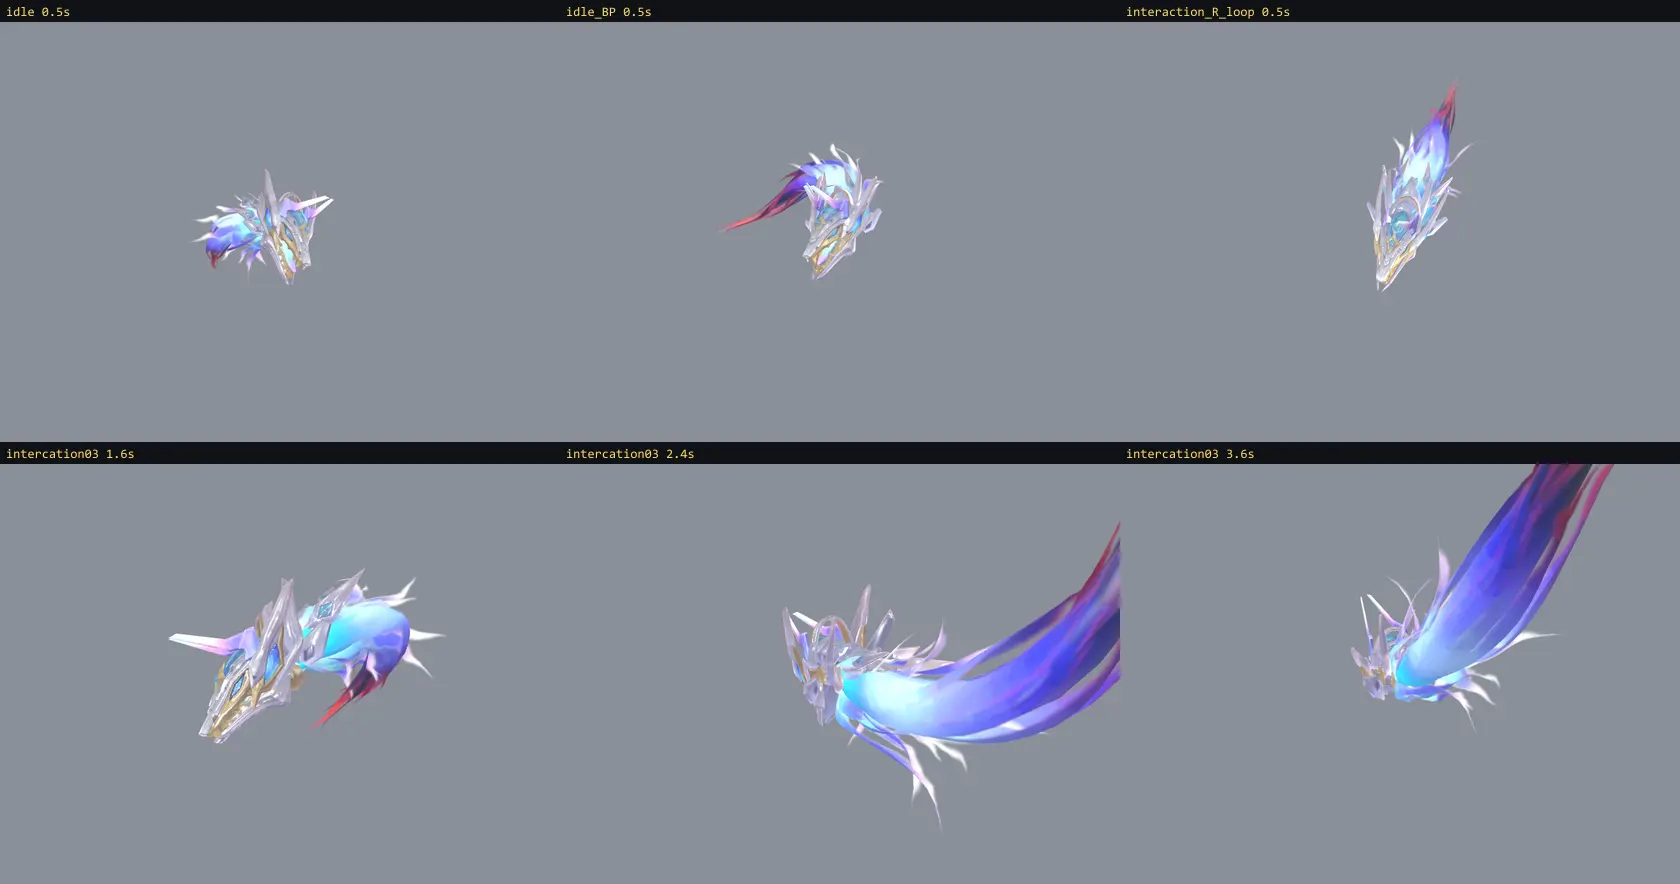 idle 0.5s
idle_BP 0.5s
interaction_R_loop 0.5s
intercation03 1.6s
intercation03 2.4s
intercation03 3.6s